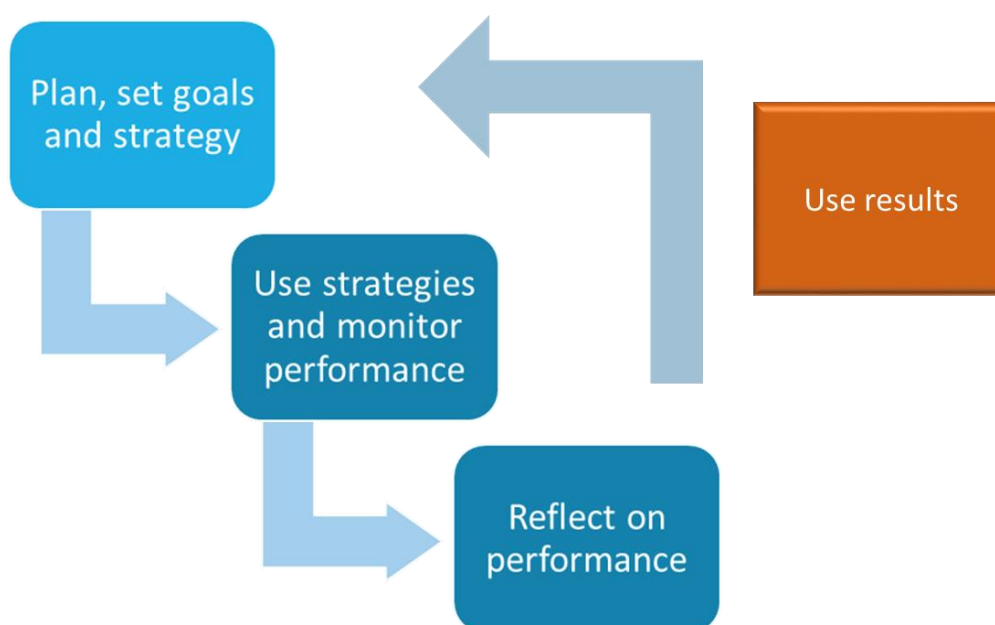 Plan, set goals
and strategy
Use results
Use strategies
and monitor
performance
Reflect on
performance